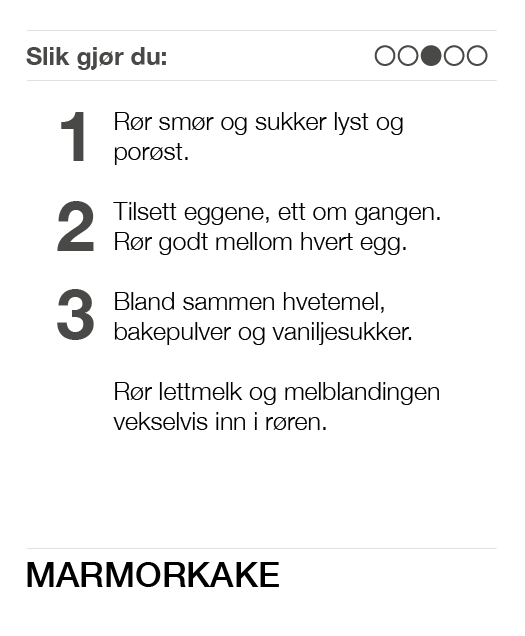 Slik gjør du:
1 Rør smør og sukker lyst og
porøst.
2 Tilsett eggene, ett om gangen.
Rør godt mellom hvert egg.
3 Bland sammen hvetemel,
bakepulver og vaniljesukker.
Rør lettmelk og melblandingen
vekselvis inn i røren.
MARMORKAKE